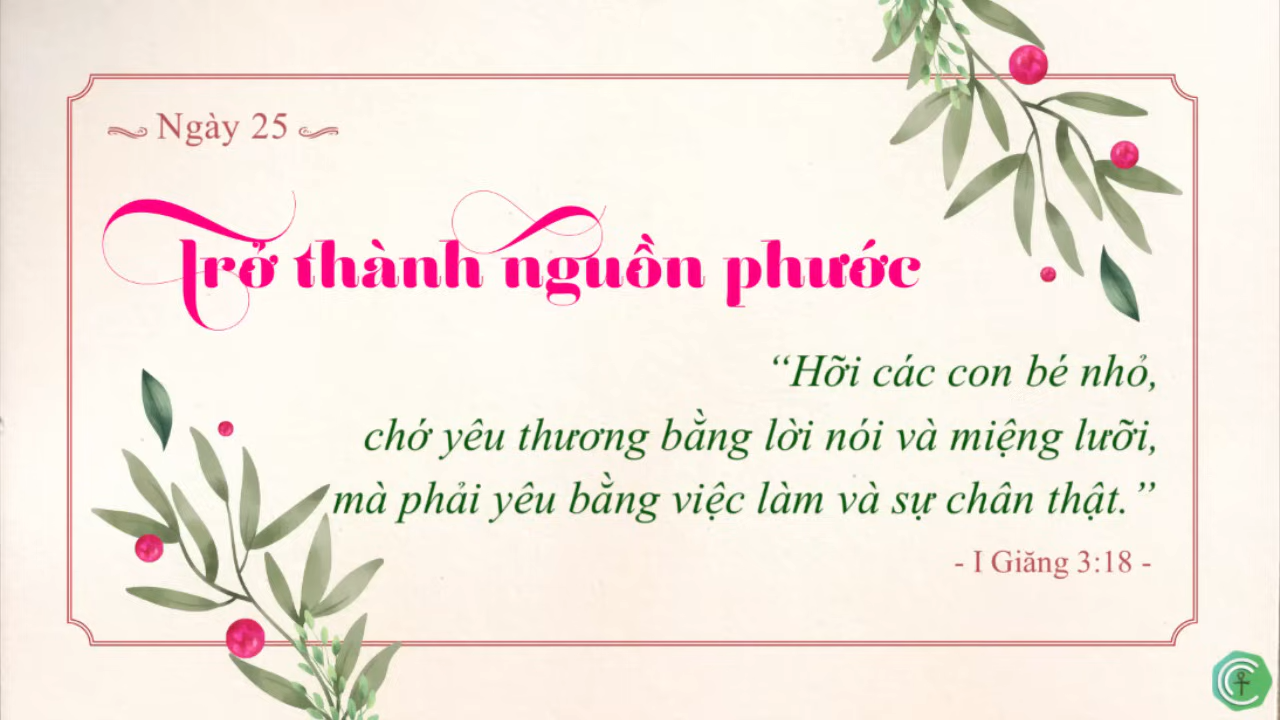 Ngày 25
Trở thành nguồn phước
“Hỡi các con bé nhỏ,
chớ yêu thương bằng lời nói và miệng lưỡi,
mà phải yêu bằng việc làm và sự chân thật.”
- I Giăng 3:18 -